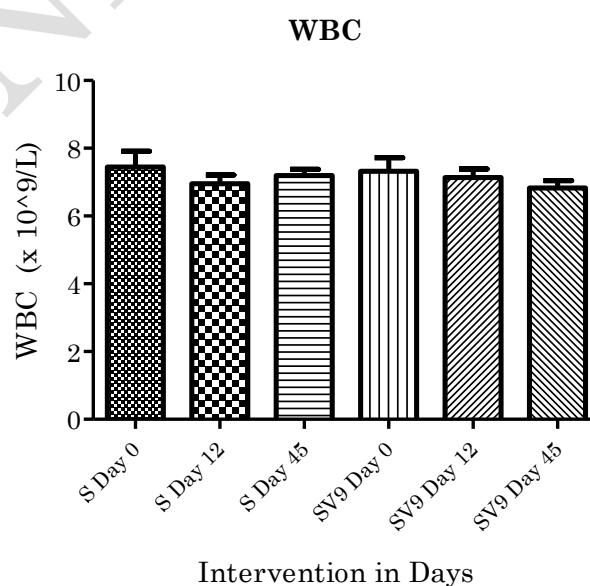 WBC
10
8
6
4
2
0
WBC (x 10^9/L)
S Day 0
S Day 12
S Day 45
SV9 Day 0
SV9 Day 12
SV9 Day 45
Intervention in Days